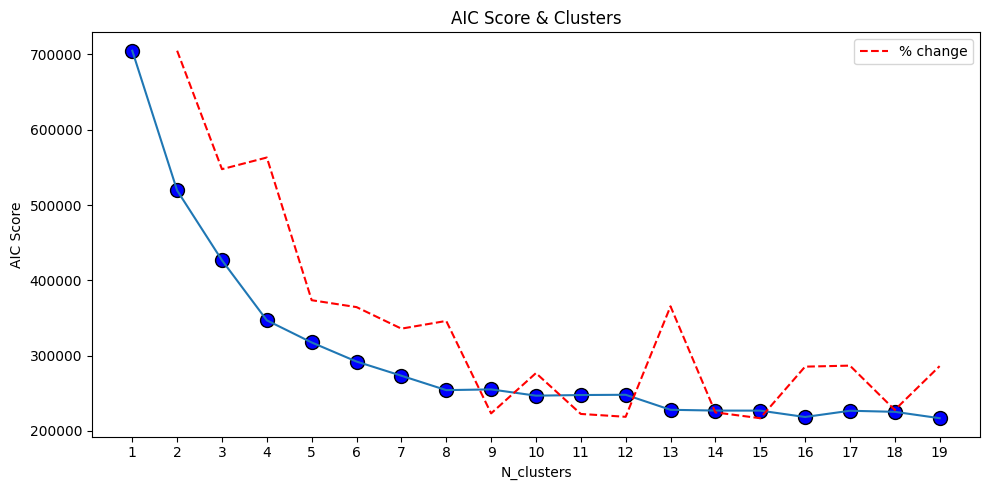 AIC Score & Clusters
% change
AIC Score
700000
600000
500000
400000
300000
200000
1 2 3 4 5 6 7 8 9 10 11 12 13 14 15 16 17 18 19
N_clusters